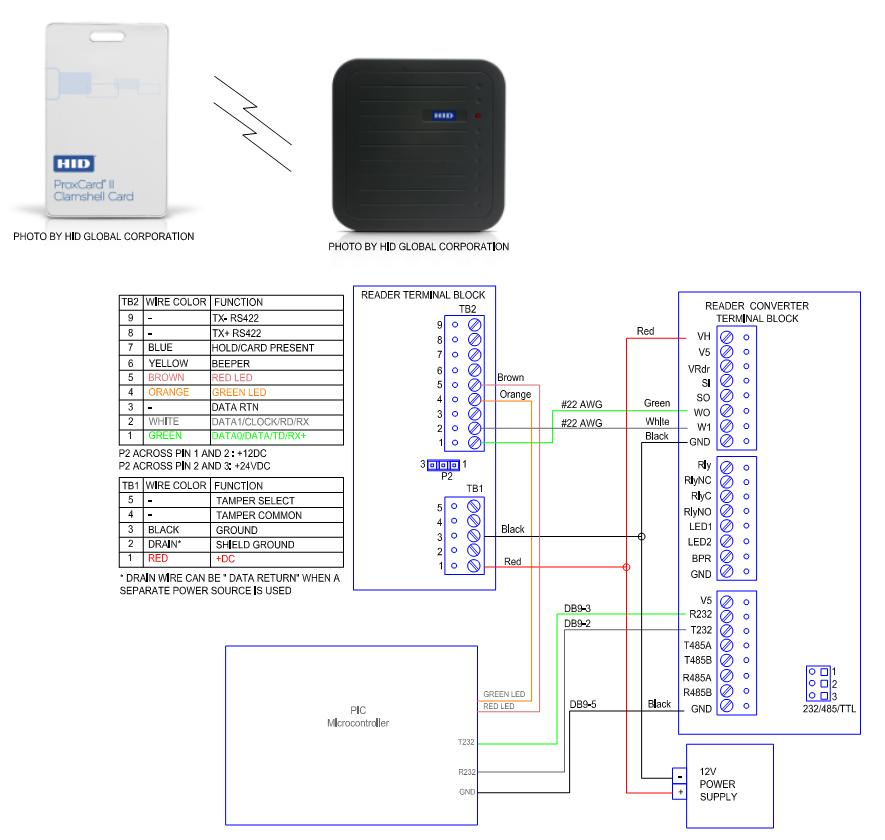 HID
ProxCard® II
Clamshell Card
HID
PHOTO BY HID GLOBAL CORPORATION
PHOTO BY HID GLOBAL CORPORATION
TB2 WIRE COLOR FUNCTION
9 - TX- RS422
8 - TX+ RS422
7 BLUE HOLD/CARD PRESENT
6 YELLOW BEEPER
5 BROWN RED LED
4 ORANGE GREEN LED
3 - DATA RTN
2 WHITE DATA1/CLOCK/RD/RX
1 GREEN DATA0/DATA/TD/RX+
P2 ACROSS PIN 1 AND 2 : +12DC
P2 ACROSS PIN 2 AND 3: +24VDC
TB1 WIRE COLOR FUNCTION
5 - TAMPER SELECT
4 - TAMPER COMMON
3 BLACK GROUND
2 DRAIN* SHIELD GROUND
1 RED +DC
* DRAIN WIRE CAN BE " DATA RETURN" WHEN A
SEPARATE POWER SOURCE IS USED
READER TERMINAL BLOCK
TB2
9
8
7
6
5
4
3
2
1
3 1
P2
TB1
5
4
3
2
1
Brown
Orange
#22 AWG
Green
#22 AWG
White
Black
Red
Black
Red
READER CONVERTER
TERMINAL BLOCK
VH
V5
VRdr
SI
SO
WO
W1
GND
Rly
RlyNC
RlyC
RlyNO
LED1
LED2
BPR
GND
V5
R232
T232
T485A
T485B
R485A
R485B
GND
1
2
3
232/485/TTL
DB9-3
DB9-2
DB9-5
Black
PIC
Microcontroller
GREEN LED
RED LED
T232
R232
GND
-
+
12V
POWER
SUPPLY